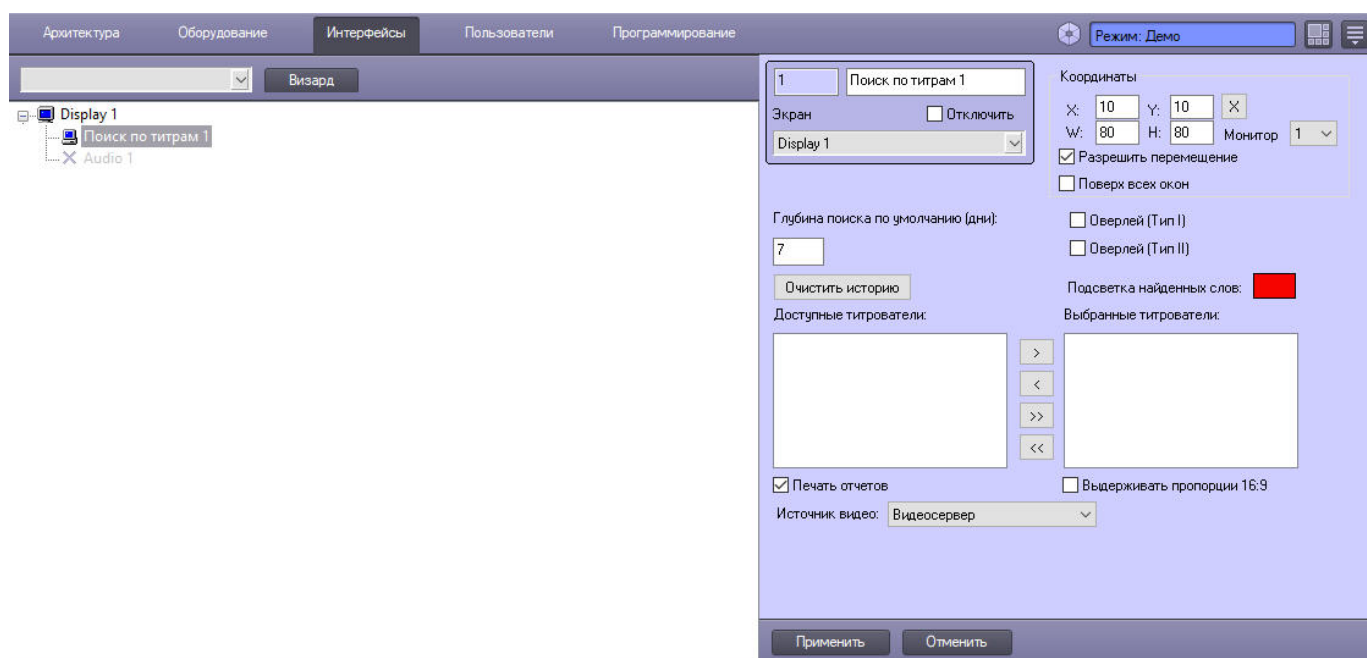 Архитектура Оборудование Интерфейсы Пользователи Программирование Режим: Демо
Визард
Display 1
Поиск по титрам 1
Audio 1
1 Поиск по титрам 1
Экран Отключить
Display 1
Координаты
X: 10 Y: 10 X
W: 80 H: 80 Монитор 1
Разрешить перемещение
Поверх всех окон
Глубина поиска по умолчанию (дни):
7
Оверлей (Тип I)
Оверлей (Тип II)
Очистить историю
Подсветка найденных слов:
Доступные титрователи:
Выбранные титрователи:
>
<
>>
<<
Печать отчетов
Выдерживать пропорции 16:9
Источник видео: Видеосервер
Применить Отменить